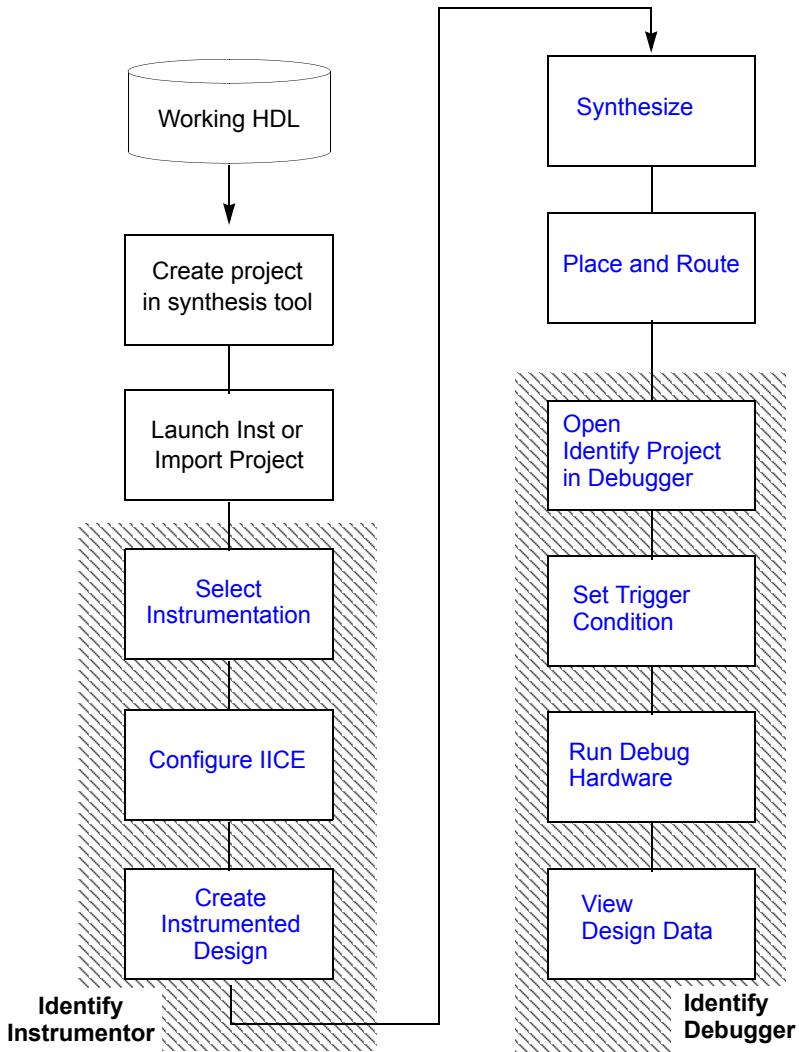 Working HDL
Create project
in synthesis tool
Launch Inst or
Import Project
Select
Instrumentation
Configure IICE
Create
Instrumented
Design
Identify
Instrumentor
Synthesize
Place and Route
Open
Identify Project
in Debugger
Set Trigger
Condition
Run Debug
Hardware
View
Design Data
Identify
Debugger